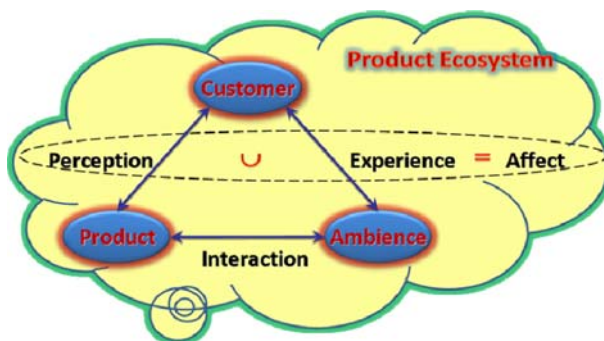 Product Ecosystem
Customer
Perception ∪ Experience = Affect
Product
Ambience
Interaction